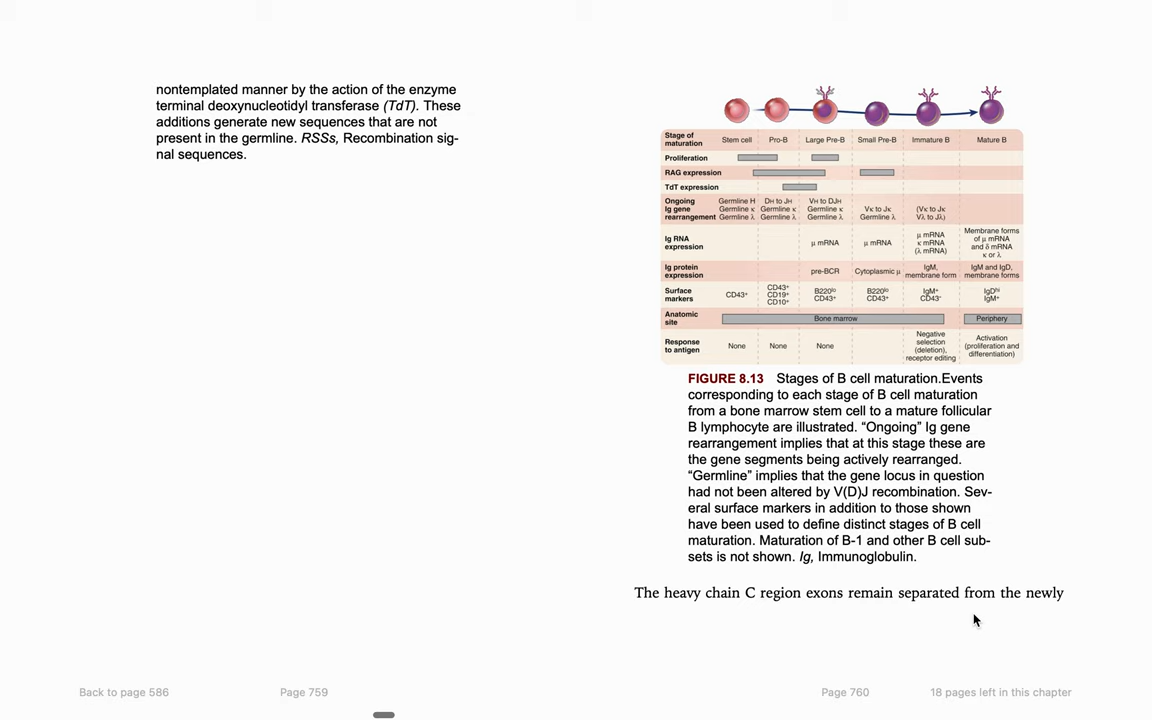 nontemplated manner by the action of the enzyme
terminal deoxynucleotidyl transferase (TdT). These
additions generate new sequences that are not
present in the germline. RSSs, Recombination sig-
nal sequences.
Stage of maturation Stem cell Pro-B Large Pre-B Small Pre-B Immature B Mature B
Proliferation
RAG expression
TdT expression
Ongoing Germline H DH to JH VH to DJH
Ig gene Germline κ Germline κ Germline κ Vκ to Jκ (Vκ to Jκ
rearrangement Germline λ Germline λ Germline λ Germline λ Vλ to Jλ)
Ig RNA expression μ mRNA μ mRNA μ mRNA κ mRNA (λ mRNA) Membrane forms of μ mRNA and δ mRNA κ or λ
Ig protein expression pre-BCR Cytoplasmic μ IgM, membrane form IgM and IgD, membrane forms
Surface markers CD43+ CD43+ CD19+ CD10+ B220lo CD43+ B220lo CD43+ IgM+ CD43- IgDhi IgM+
Anatomic site Bone marrow Periphery
Response to antigen None None None Negative selection (deletion), receptor editing Activation (proliferation and differentiation)
FIGURE 8.13 Stages of B cell maturation.Events
corresponding to each stage of B cell maturation
from a bone marrow stem cell to a mature follicular
B lymphocyte are illustrated. “Ongoing” Ig gene
rearrangement implies that at this stage these are
the gene segments being actively rearranged.
“Germline” implies that the gene locus in question
had not been altered by V(D)J recombination. Sev-
eral surface markers in addition to those shown
have been used to define distinct stages of B cell
maturation. Maturation of B-1 and other B cell sub-
sets is not shown. Ig, Immunoglobulin.
The heavy chain C region exons remain separated from the newly
Back to page 586 Page 759 Page 760 18 pages left in this chapter